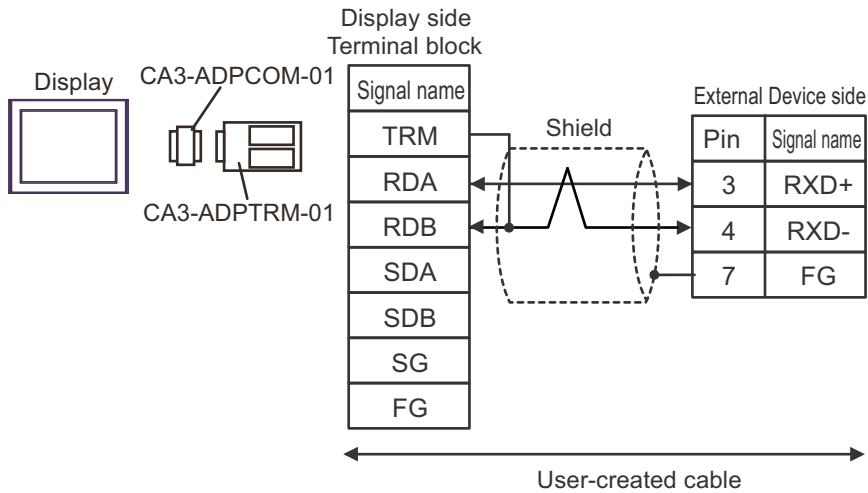 Display side
Terminal block
Display
CA3-ADPCOM-01
CA3-ADPTRM-01
Signal name
TRM
RDA
RDB
SDA
SDB
SG
FG
Shield
External Device side
Pin Signal name
3 RXD+
4 RXD-
7 FG
User-created cable